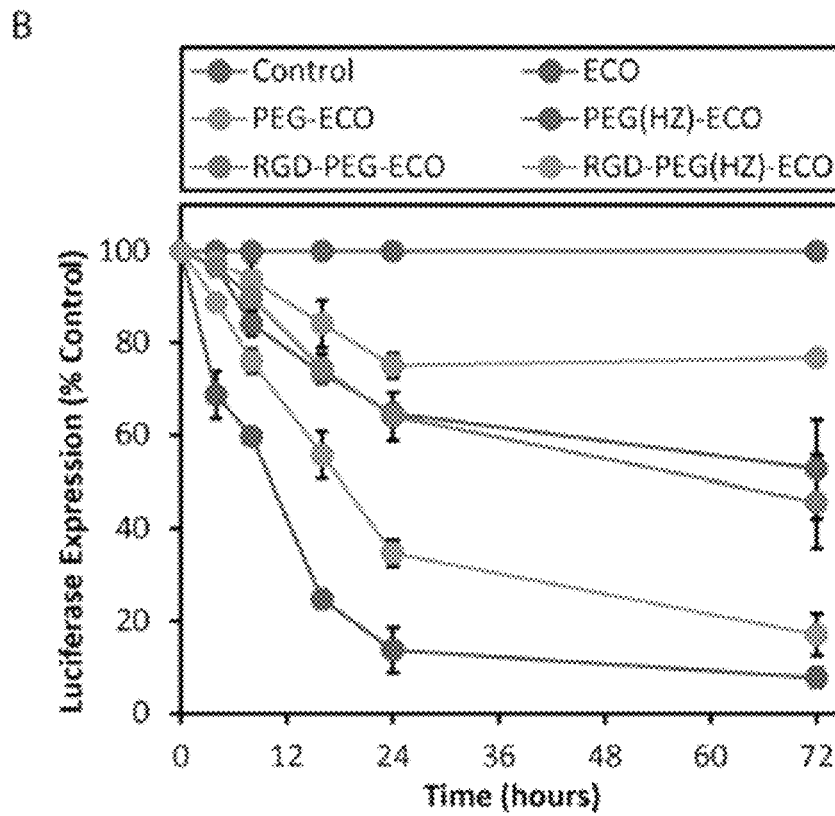 B
Control ECO
PEG-ECO PEG(HZ)-ECO
RGD-PEG-ECO RGD-PEG(HZ)-ECO
Luciferase Expression (% Control)
100
80
60
40
20
0
0 12 24 36 48 60 72
Time (hours)